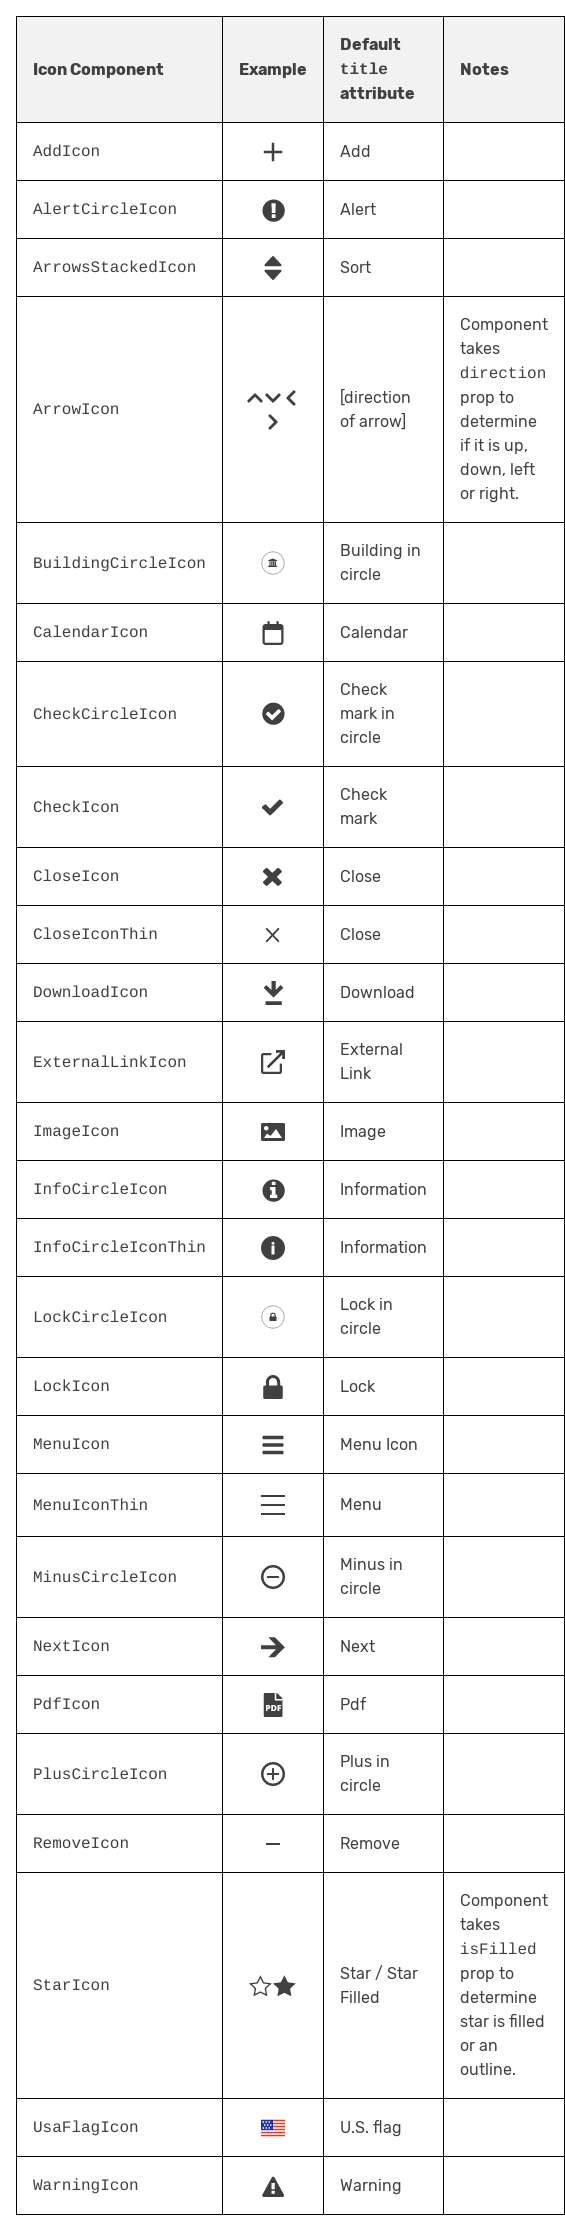 Icon Component
Example
Default
title
attribute
Notes
AddIcon
Add
AlertCircleIcon
Alert
ArrowsStackedIcon
Sort
ArrowIcon
[direction
of arrow]
Component
takes
direction
prop to
determine
if it is up,
down, left
or right.
BuildingCircleIcon
Building in
circle
CalendarIcon
Calendar
CheckCircleIcon
Check
mark in
circle
CheckIcon
Check
mark
CloseIcon
Close
CloseIconThin
Close
DownloadIcon
Download
ExternalLinkIcon
External
Link
ImageIcon
Image
InfoCircleIcon
Information
InfoCircleIconThin
Information
LockCircleIcon
Lock in
circle
LockIcon
Lock
MenuIcon
Menu Icon
MenuIconThin
Menu
MinusCircleIcon
Minus in
circle
NextIcon
Next
PdfIcon
PDF
Pdf
PlusCircleIcon
Plus in
circle
RemoveIcon
Remove
StarIcon
Star / Star
Filled
Component
takes
isFilled
prop to
determine
star is filled
or an
outline.
UsaFlagIcon
U.S. flag
WarningIcon
Warning